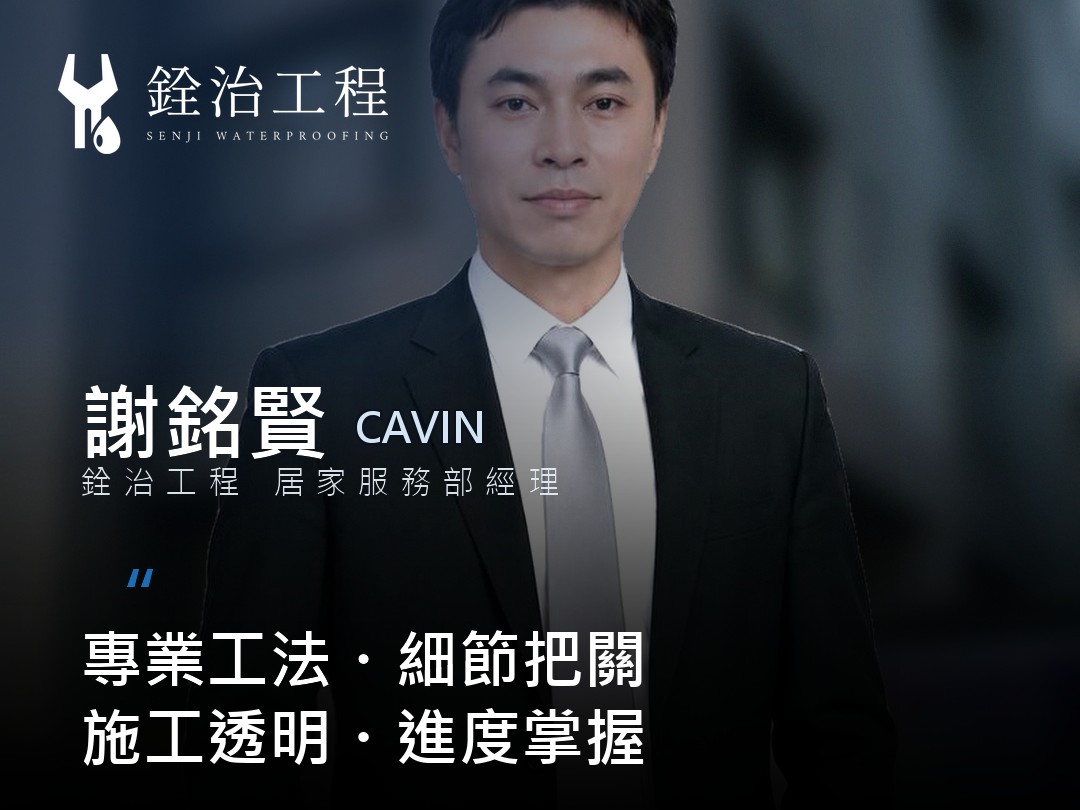 銓治工程
SENJI WATERPROOFING
謝銘賢 CAVIN
銓治工程 居家服務部經理
“
專業工法・細節把關
施工透明・進度掌握